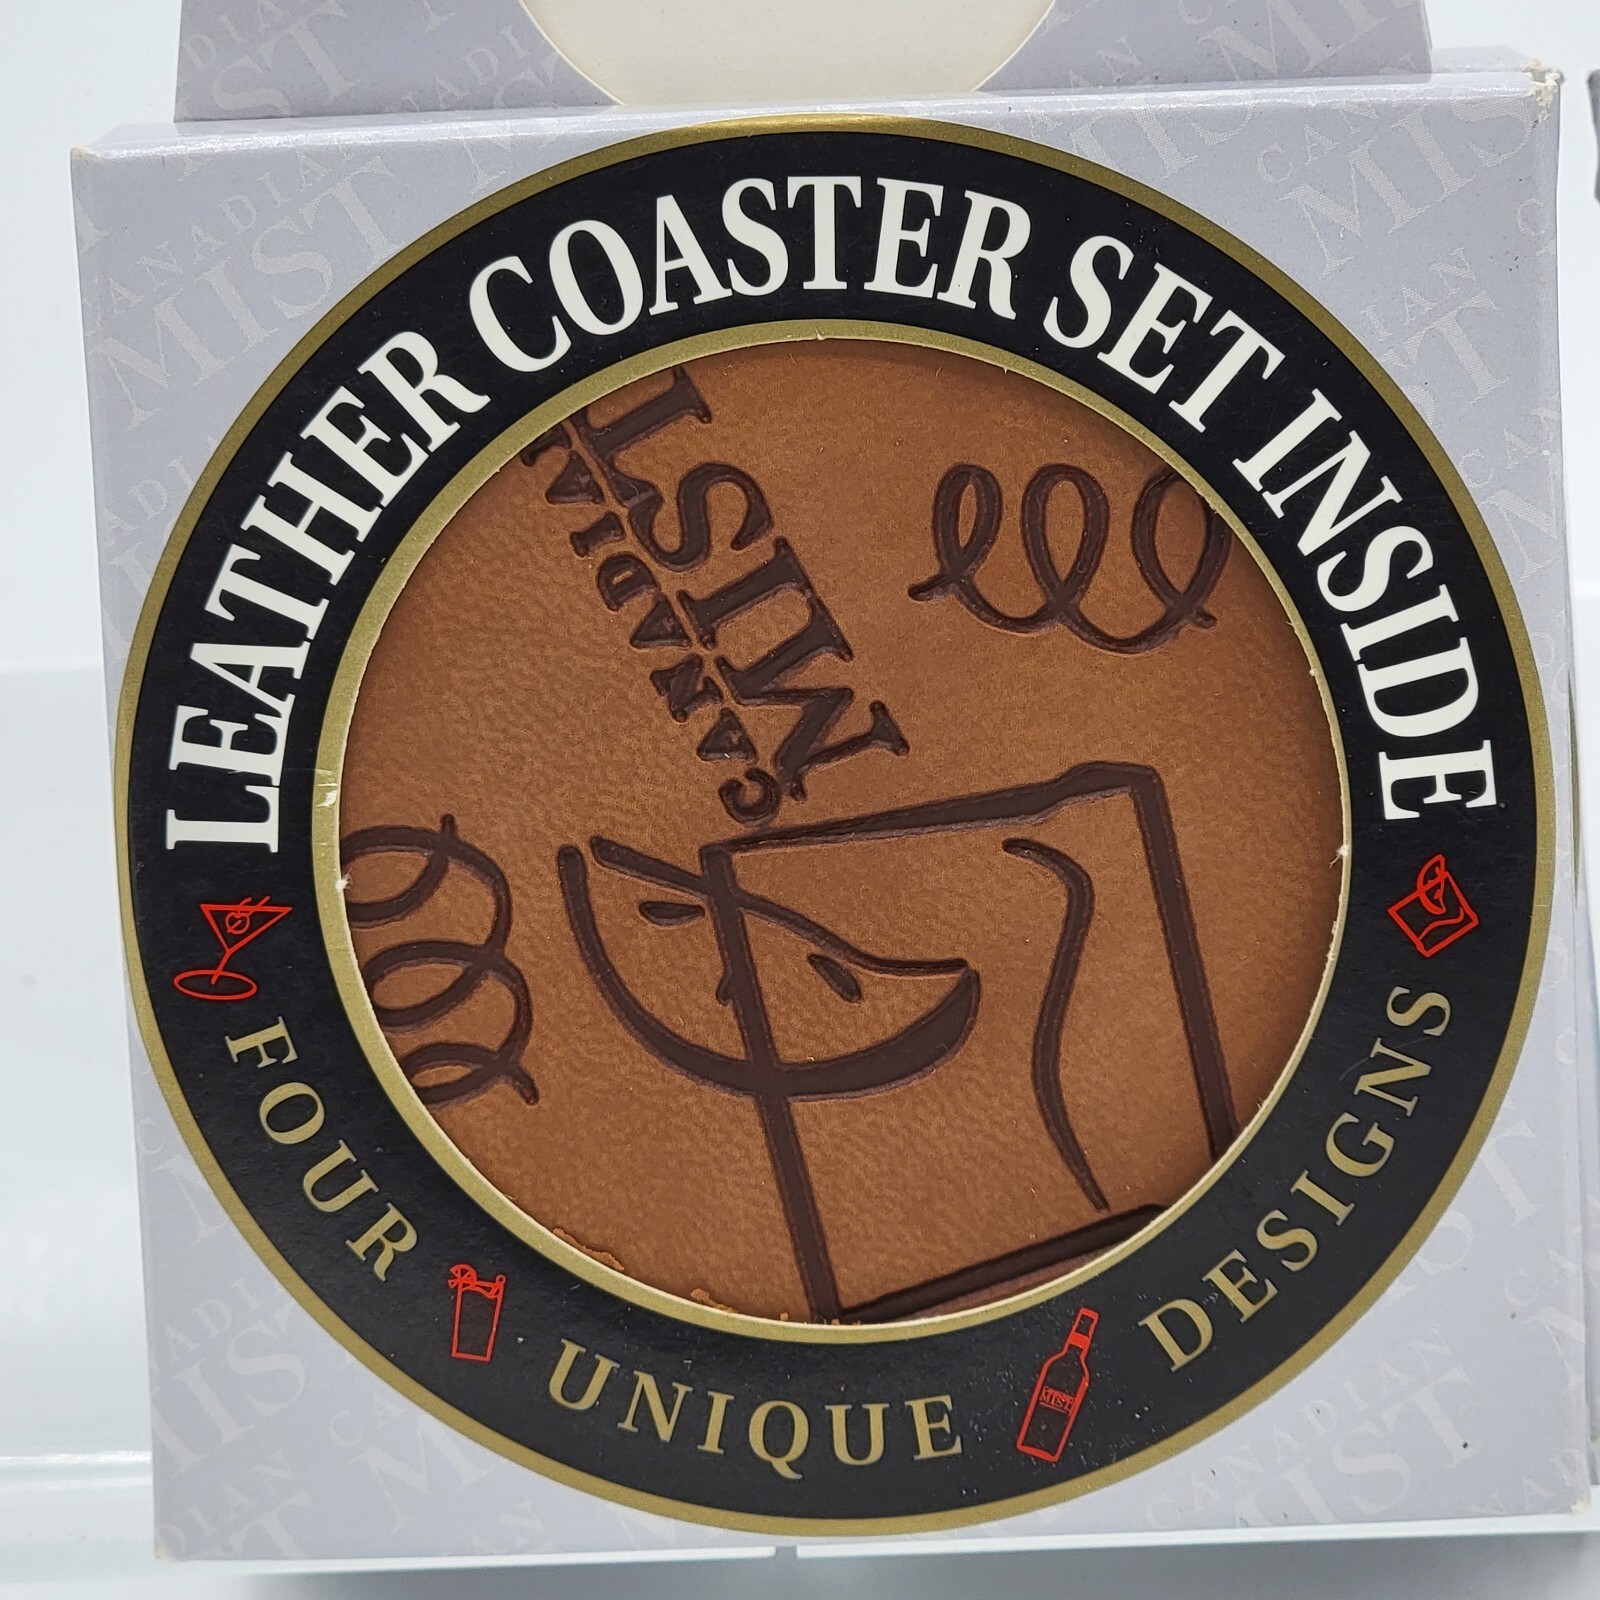 LEATHER COASTER SET INSIDE
CANADIAN
MIST
FOUR UNIQUE DESIGNS
MIST
CANADIAN
MIST